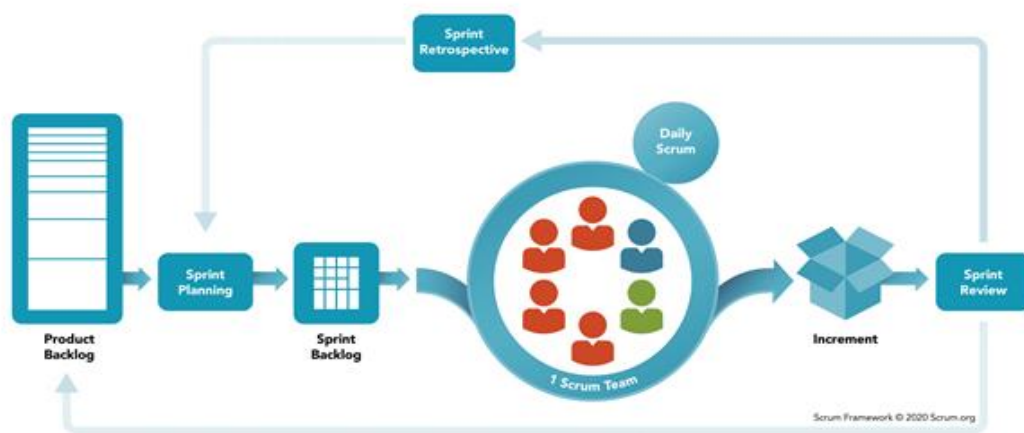 Sprint
Retrospective
Daily
Scrum
Sprint
Planning
Sprint
Review
Product
Backlog
Sprint
Backlog
Increment
1 Scrum Team
Scrum Framework © 2020 Scrum.org